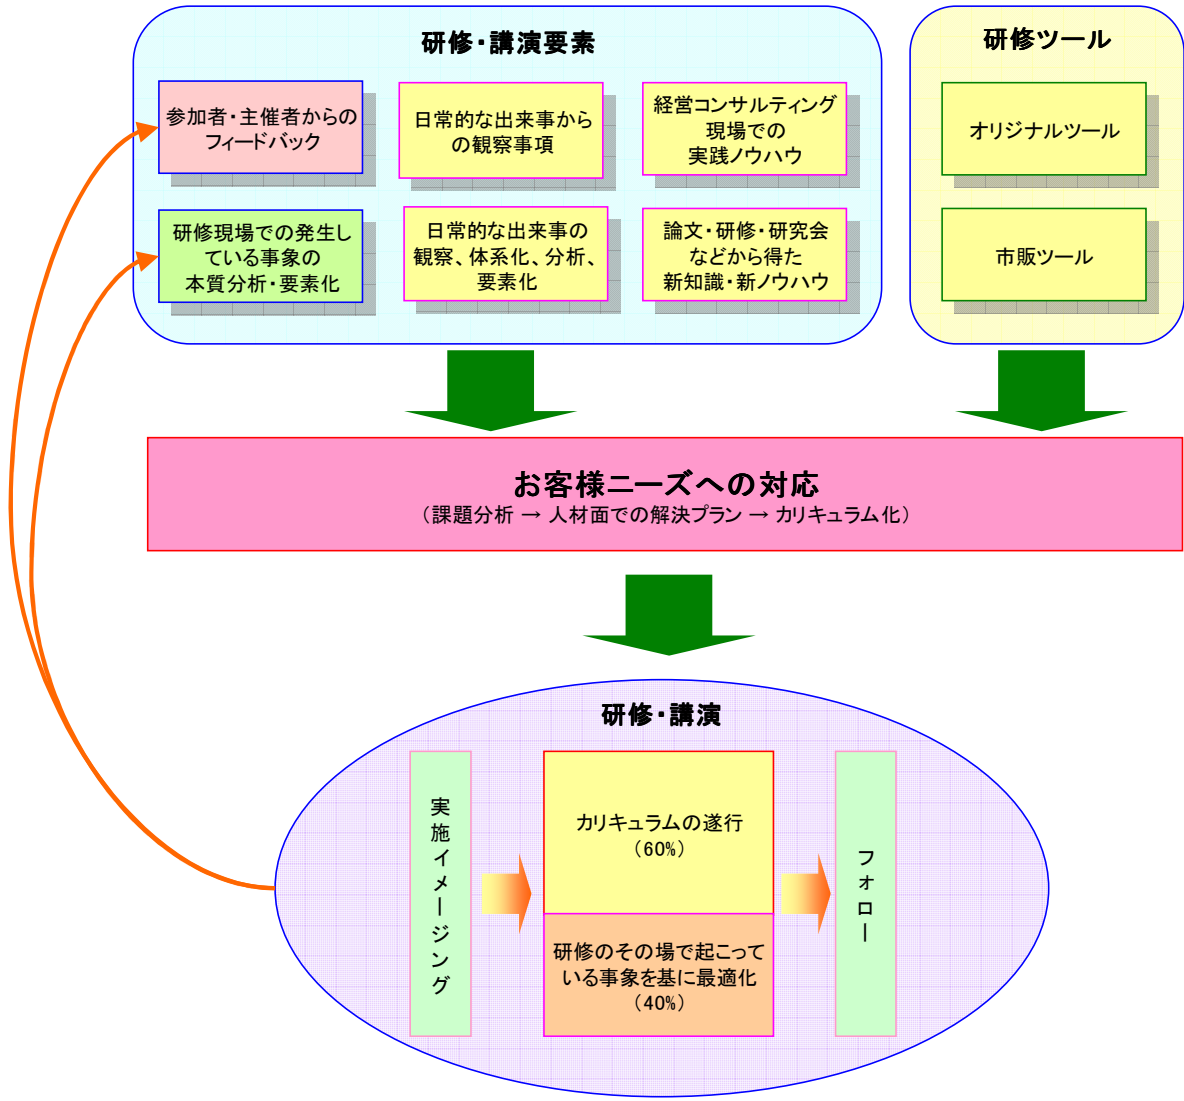 研修・講演要素
参加者・主催者からの
フィードバック
日常的な出来事から
の観察事項
経営コンサルティング
現場での
実践ノウハウ
研修現場での発生し
ている事象の
本質分析・要素化
日常的な出来事の
観察、体系化、分析、
要素化
論文・研修・研究会
などから得た
新知識・新ノウハウ
研修ツール
オリジナルツール
市販ツール
お客様ニーズへの対応
（課題分析 → 人材面での解決プラン → カリキュラム化）
研修・講演
実施イメージング
カリキュラムの遂行
（60%）
研修のその場で起こって
いる事象を基に最適化
（40%）
フォロー